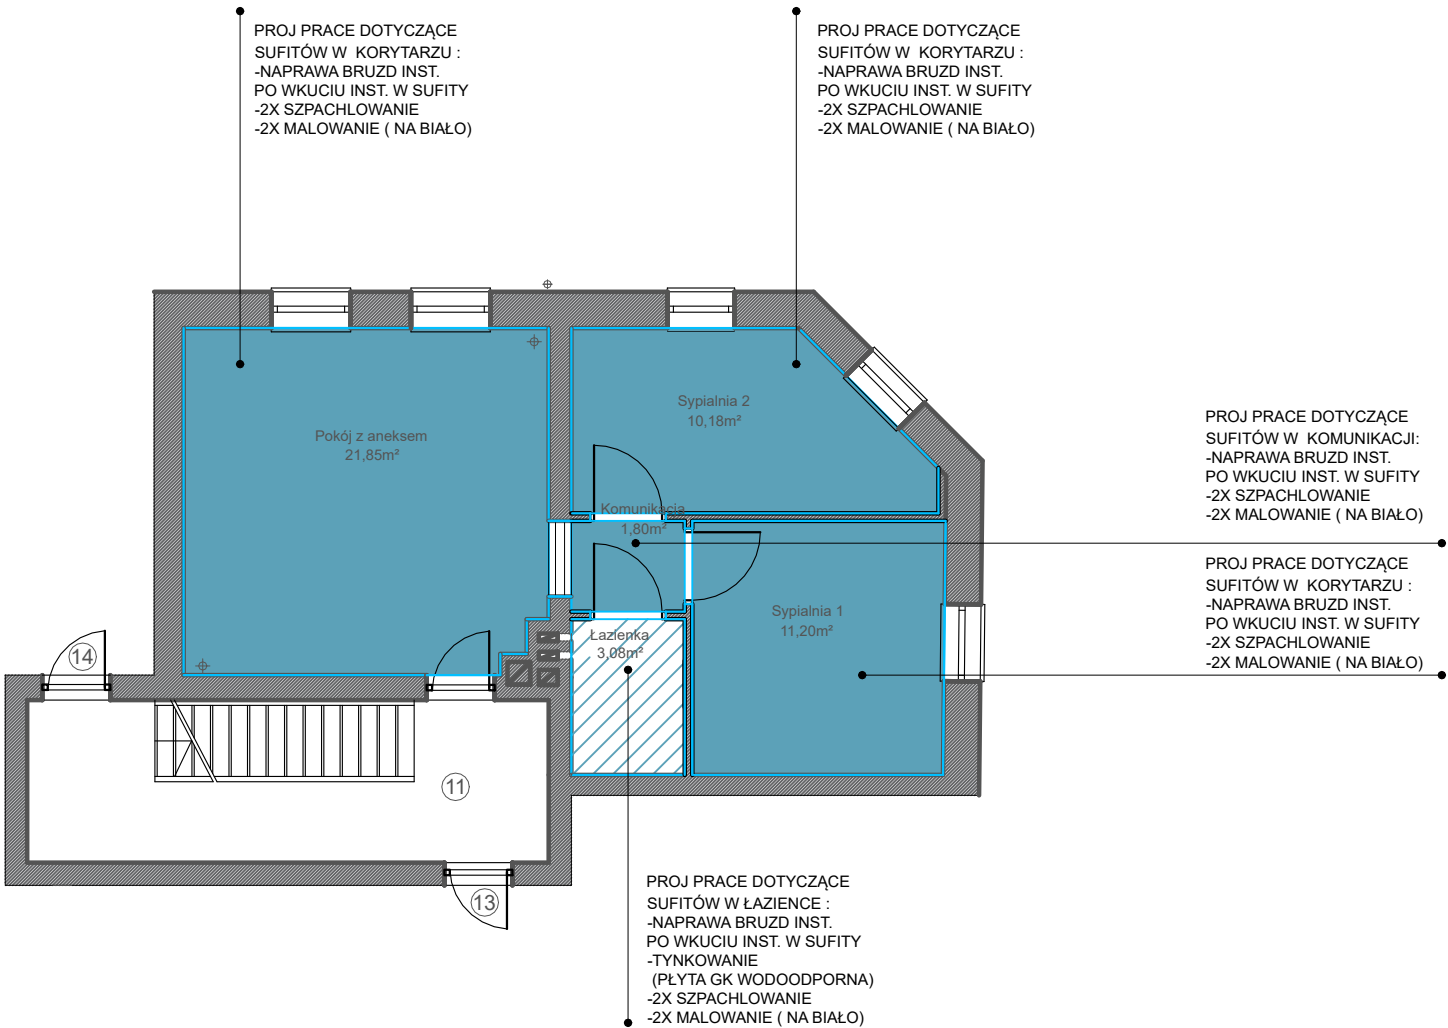 PROJ PRACE DOTYCZĄCE
SUFITÓW W  KORYTARZU :
-NAPRAWA BRUZD INST.
PO WKUCIU INST. W SUFITY
-2X SZPACHLOWANIE
-2X MALOWANIE ( NA BIAŁO)
PROJ PRACE DOTYCZĄCE
SUFITÓW W  KORYTARZU :
-NAPRAWA BRUZD INST.
PO WKUCIU INST. W SUFITY
-2X SZPACHLOWANIE
-2X MALOWANIE ( NA BIAŁO)
Pokój z aneksem
21,85m²
Sypialnia 2
10,18m²
PROJ PRACE DOTYCZĄCE
SUFITÓW W  KOMUNIKACJI:
-NAPRAWA BRUZD INST.
PO WKUCIU INST. W SUFITY
-2X SZPACHLOWANIE
-2X MALOWANIE ( NA BIAŁO)
Komunikacja
1,80m²
PROJ PRACE DOTYCZĄCE
SUFITÓW W  KORYTARZU :
-NAPRAWA BRUZD INST.
PO WKUCIU INST. W SUFITY
-2X SZPACHLOWANIE
-2X MALOWANIE ( NA BIAŁO)
Sypialnia 1
11,20m²
Łazienka
3,08m²
14
11
13
PROJ PRACE DOTYCZĄCE
SUFITÓW W ŁAZIENCE :
-NAPRAWA BRUZD INST.
PO WKUCIU INST. W SUFITY
-TYNKOWANIE
(PŁYTA GK WODOODPORNA)
-2X SZPACHLOWANIE
-2X MALOWANIE ( NA BIAŁO)